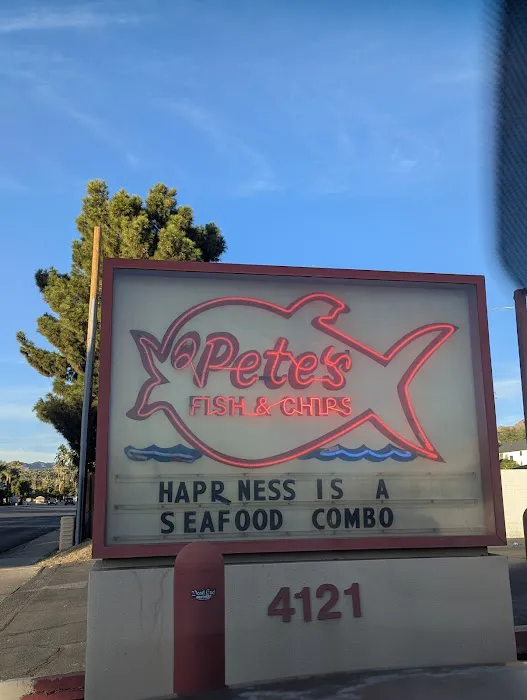 Pete's
FISH & CHIPS
HAPR NESS IS A
SEAFOOD COMBO
4121